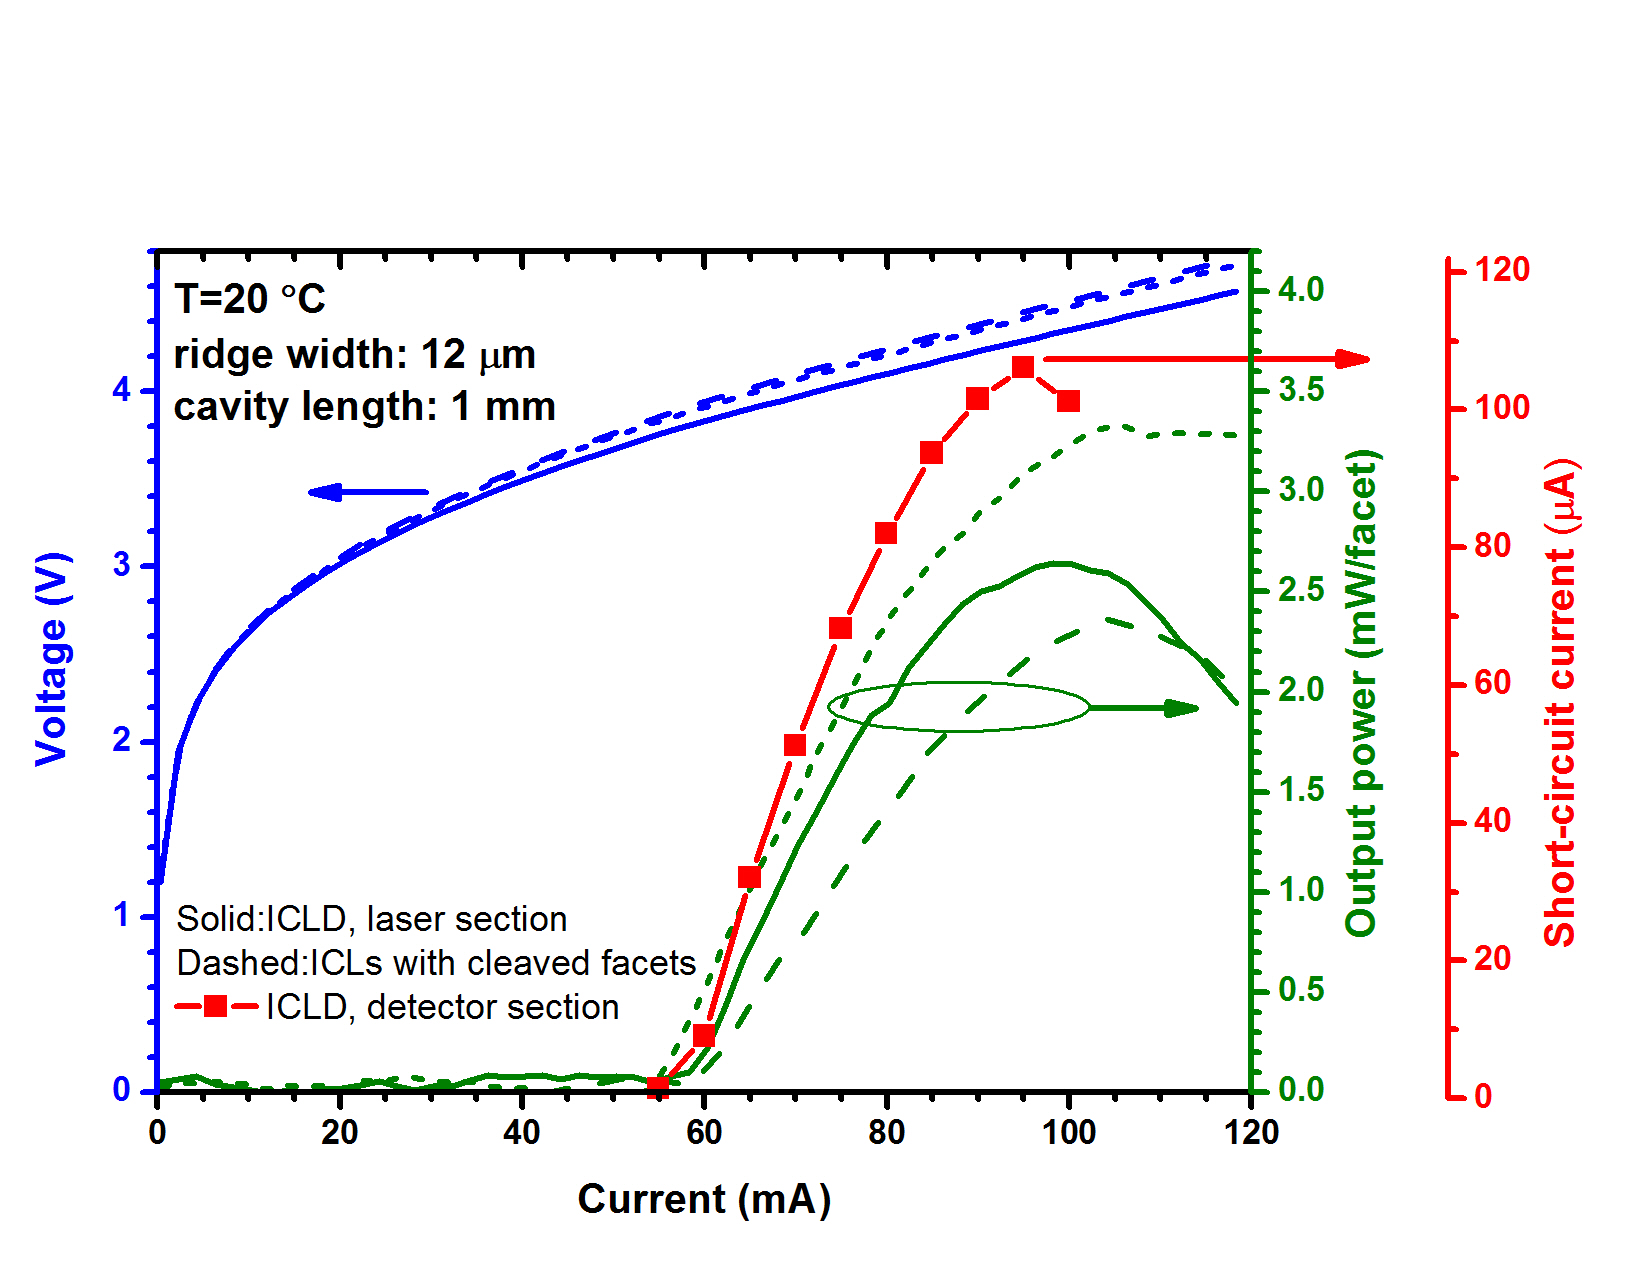 T=20 °C
ridge width: 12 μm
cavity length: 1 mm
Solid:ICLD, laser section
Dashed:ICLs with cleaved facets
ICLD, detector section
Voltage (V)
4
3
2
1
0
0
20
40
60
80
100
120
Current (mA)
4.0
3.5
3.0
2.5
2.0
1.5
1.0
0.5
0.0
Output power (mW/facet)
120
100
80
60
40
20
0
Short-circuit current (μA)